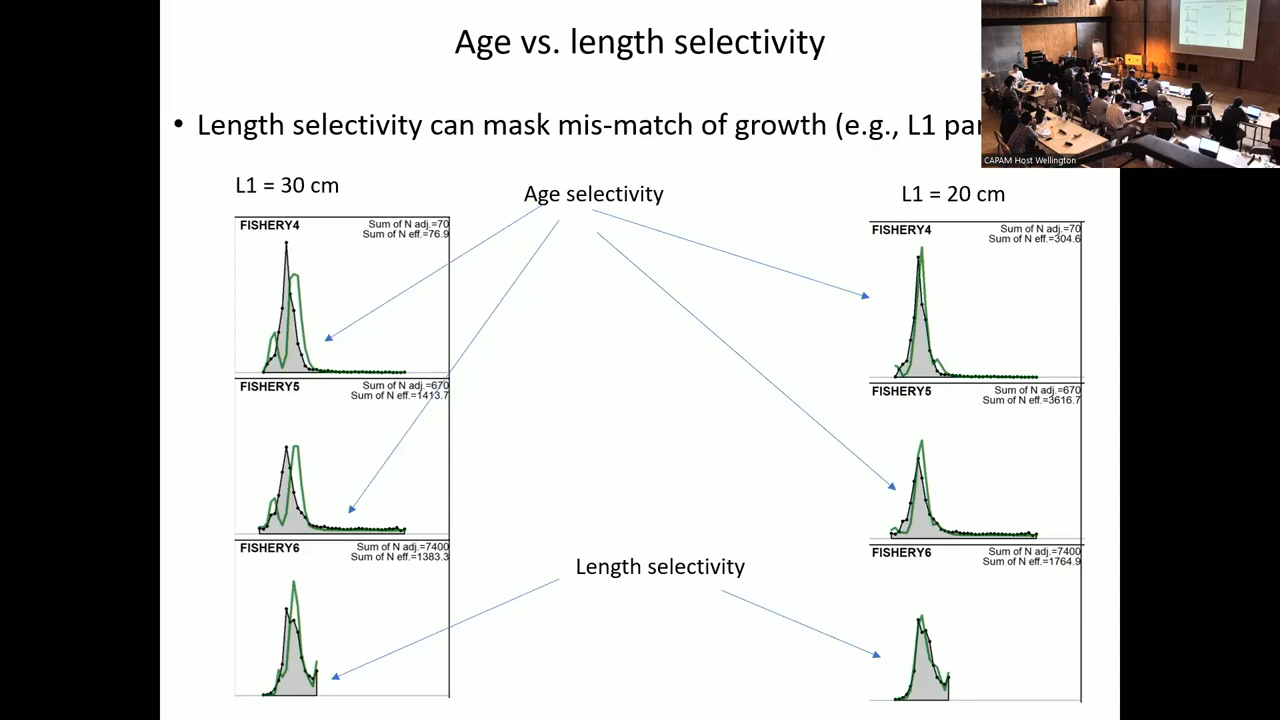 Age vs. length selectivity
• Length selectivity can mask mis-match of growth (e.g., L1
CAPAM Host Wellington
L1 = 30 cm
Age selectivity
L1 = 20 cm
FISHERY4
Sum of N adj.=70
Sum of N eff.=76.9
FISHERY5
Sum of N adj.=670
Sum of N eff.=1413.7
FISHERY6
Sum of N adj.=7400
Sum of N eff.=1383.3
FISHERY4
Sum of N adj.=70
Sum of N eff.=304.6
FISHERY5
Sum of N adj.=670
Sum of N eff.=3616.7
FISHERY6
Sum of N adj.=7400
Sum of N eff.=1764.9
Length selectivity